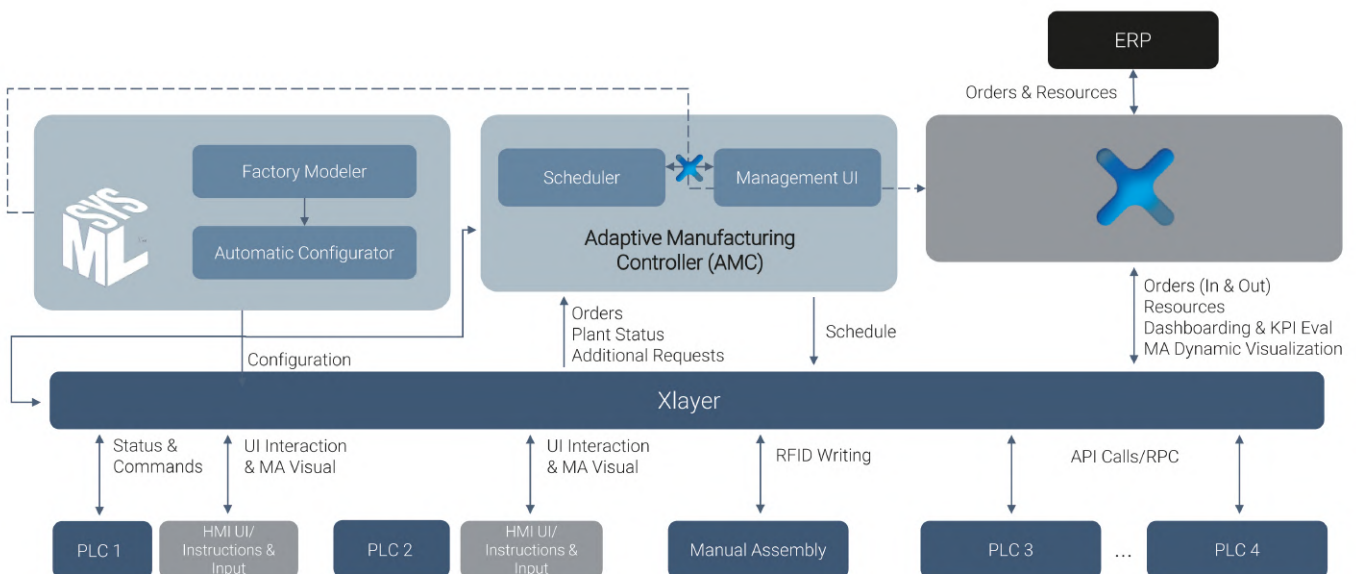 ERP
Orders & Resources
SYS
ML
Factory Modeler
Automatic Configurator
Scheduler
Management UI
Adaptive Manufacturing
Controller (AMC)
Configuration
Orders
Plant Status
Additional Requests
Schedule
Orders (In & Out)
Resources
Dashboarding & KPI Eval
MA Dynamic Visualization
Xlayer
Status &
Commands
UI Interaction
& MA Visual
UI Interaction
& MA Visual
RFID Writing
API Calls/RPC
PLC 1
HMI UI/
Instructions &
Input
PLC 2
HMI UI/
Instructions &
Input
Manual Assembly
PLC 3
...
PLC 4